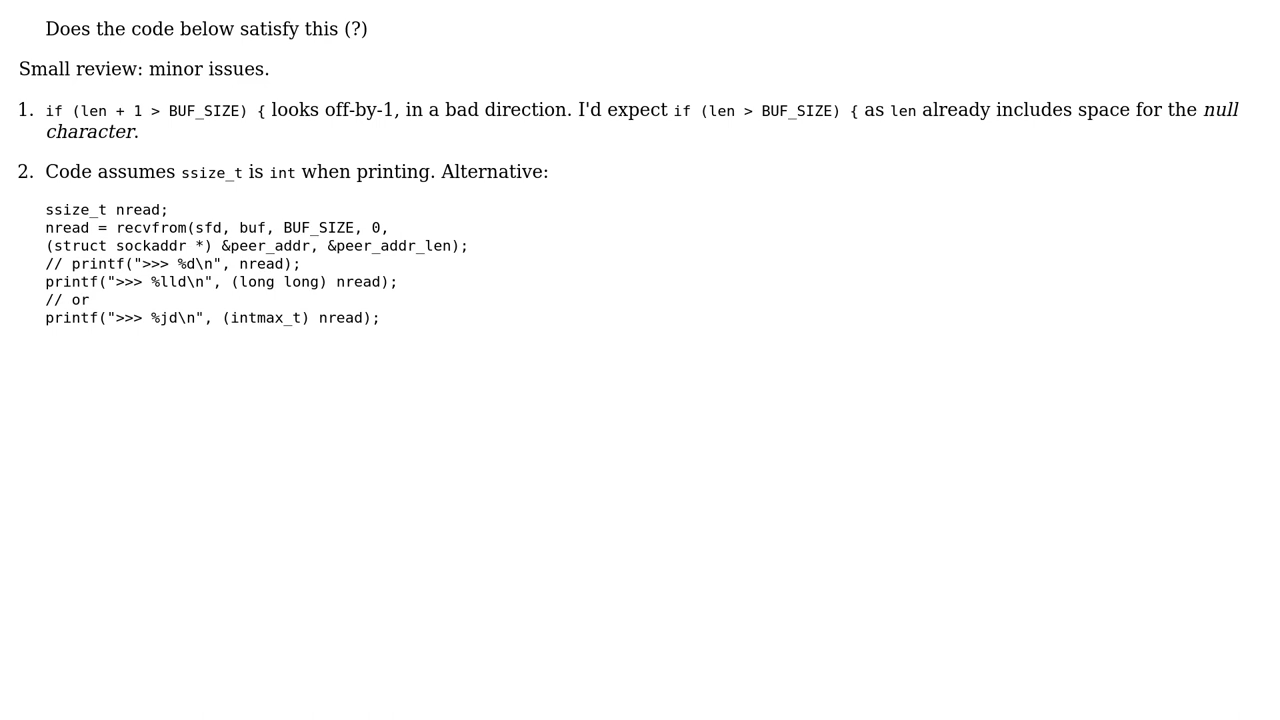 Does the code below satisfy this (?)
Small review: minor issues.
1. if (len + 1 > BUF_SIZE) { looks off-by-1, in a bad direction. I'd expect if (len > BUF_SIZE) { as len already includes space for the null
character.
2. Code assumes ssize_t is int when printing. Alternative:
ssize_t nread;
nread = recvfrom(sfd, buf, BUF_SIZE, 0,
(struct sockaddr *) &peer_addr, &peer_addr_len);
// printf(">>> %d\n", nread);
printf(">>> %lld\n", (long long) nread);
// or
printf(">>> %jd\n", (intmax_t) nread);